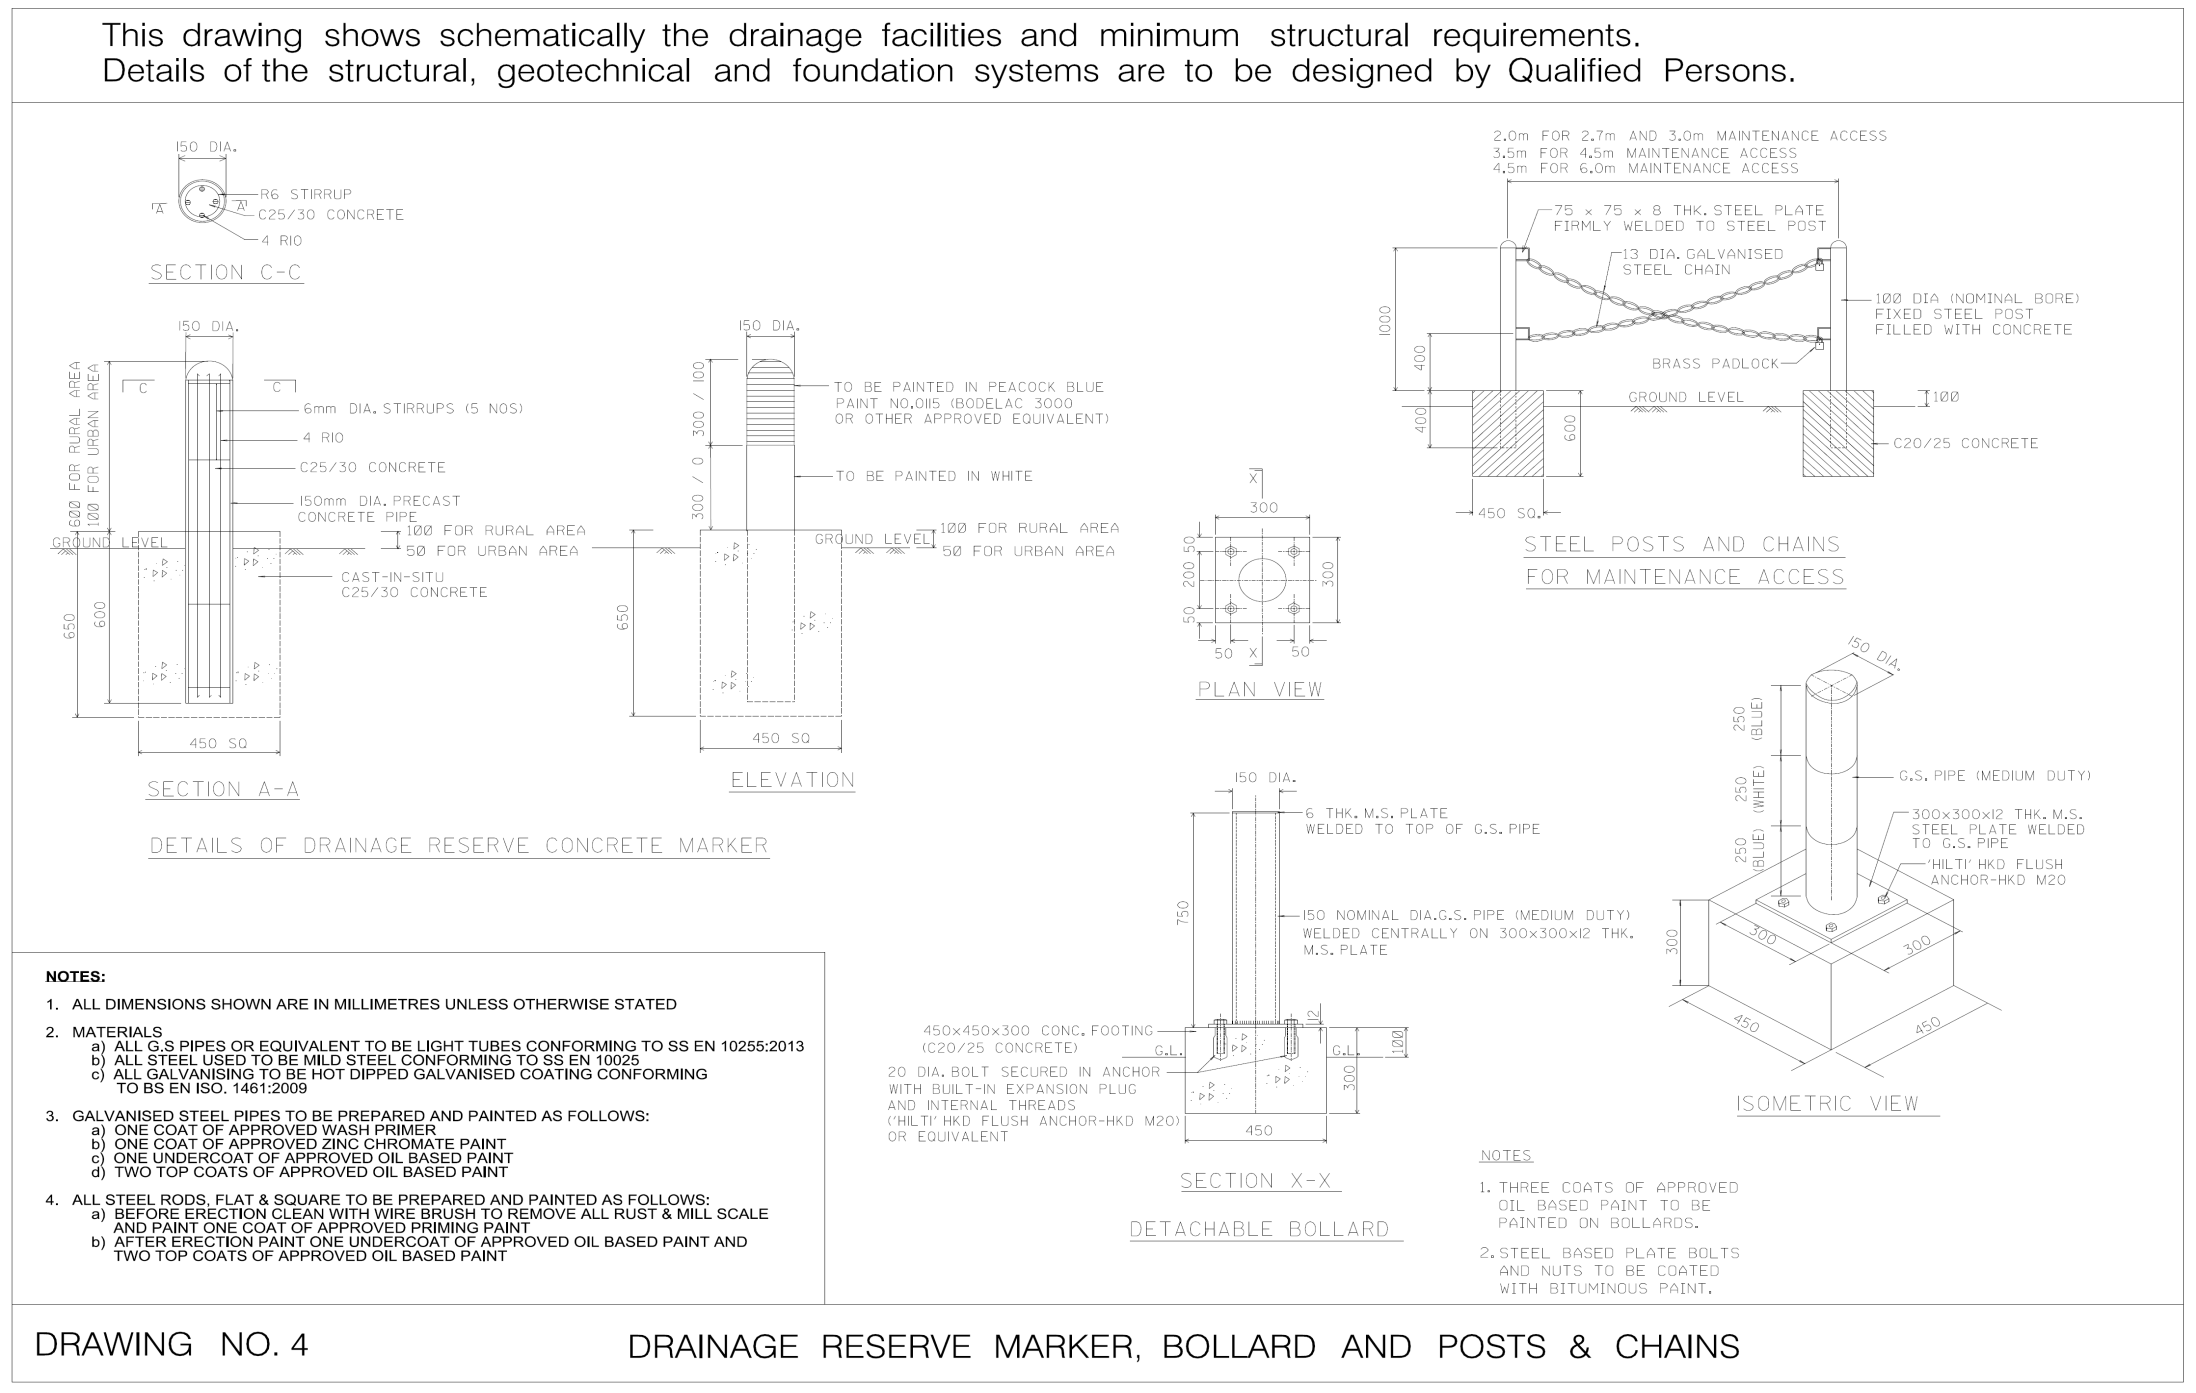 This drawing shows schematically the drainage facilities and minimum structural requirements.
Details of the structural, geotechnical and foundation systems are to be designed by Qualified Persons.
150 DIA.
R6 STIRRUP
C25/30 CONCRETE
4 R10
A
A
SECTION C-C
150 DIA.
600 FOR RURAL AREA
100 FOR URBAN AREA
C
C
6mm DIA. STIRRUPS (5 NOS)
4 R10
C25/30 CONCRETE
150mm DIA. PRECAST
CONCRETE PIPE
100 FOR RURAL AREA
50 FOR URBAN AREA
GROUND LEVEL
CAST-IN-SITU
C25/30 CONCRETE
650
600
450 SQ
SECTION A-A
150 DIA.
300 / 100
300 / 0
TO BE PAINTED IN PEACOCK BLUE
PAINT NO.0115 (BODELAC 3000
OR OTHER APPROVED EQUIVALENT)
TO BE PAINTED IN WHITE
GROUND LEVEL
100 FOR RURAL AREA
50 FOR URBAN AREA
650
450 SQ
ELEVATION
DETAILS OF DRAINAGE RESERVE CONCRETE MARKER
2.0m FOR 2.7m AND 3.0m MAINTENANCE ACCESS
3.5m FOR 4.5m MAINTENANCE ACCESS
4.5m FOR 6.0m MAINTENANCE ACCESS
75 x 75 x 8 THK. STEEL PLATE
FIRMLY WELDED TO STEEL POST
13 DIA. GALVANISED
STEEL CHAIN
100 DIA (NOMINAL BORE)
FIXED STEEL POST
FILLED WITH CONCRETE
1000
400
BRASS PADLOCK
GROUND LEVEL
100
400
600
C20/25 CONCRETE
450 SQ.
STEEL POSTS AND CHAINS
FOR MAINTENANCE ACCESS
X
300
50
200
50
300
50
X
50
PLAN VIEW
150 DIA.
6 THK. M.S. PLATE
WELDED TO TOP OF G.S. PIPE
750
150 NOMINAL DIA.G.S. PIPE (MEDIUM DUTY)
WELDED CENTRALLY ON 300x300x12 THK.
M.S. PLATE
12
450x450x300 CONC. FOOTING
(C20/25 CONCRETE)
G.L.
G.L.
100
300
20 DIA. BOLT SECURED IN ANCHOR
WITH BUILT-IN EXPANSION PLUG
AND INTERNAL THREADS
('HILTI' HKD FLUSH ANCHOR-HKD M20)
OR EQUIVALENT
450
SECTION X-X
DETACHABLE BOLLARD
150 DIA.
250
(BLUE)
250
(WHITE)
250
(BLUE)
G.S. PIPE (MEDIUM DUTY)
300x300x12 THK. M.S.
STEEL PLATE WELDED
TO G.S. PIPE
'HILTI' HKD FLUSH
ANCHOR-HKD M20
300
300
300
450
450
ISOMETRIC VIEW
NOTES
1. THREE COATS OF APPROVED
OIL BASED PAINT TO BE
PAINTED ON BOLLARDS.
2. STEEL BASED PLATE BOLTS
AND NUTS TO BE COATED
WITH BITUMINOUS PAINT.
NOTES:
1. ALL DIMENSIONS SHOWN ARE IN MILLIMETRES UNLESS OTHERWISE STATED
2. MATERIALS
a) ALL G.S PIPES OR EQUIVALENT TO BE LIGHT TUBES CONFORMING TO SS EN 10255:2013
b) ALL STEEL USED TO BE MILD STEEL CONFORMING TO SS EN 10025
c) ALL GALVANISING TO BE HOT DIPPED GALVANISED COATING CONFORMING
TO BS EN ISO. 1461:2009
3. GALVANISED STEEL PIPES TO BE PREPARED AND PAINTED AS FOLLOWS:
a) ONE COAT OF APPROVED WASH PRIMER
b) ONE COAT OF APPROVED ZINC CHROMATE PAINT
c) ONE UNDERCOAT OF APPROVED OIL BASED PAINT
d) TWO TOP COATS OF APPROVED OIL BASED PAINT
4. ALL STEEL RODS, FLAT & SQUARE TO BE PREPARED AND PAINTED AS FOLLOWS:
a) BEFORE ERECTION CLEAN WITH WIRE BRUSH TO REMOVE ALL RUST & MILL SCALE
AND PAINT ONE COAT OF APPROVED PRIMING PAINT
b) AFTER ERECTION PAINT ONE UNDERCOAT OF APPROVED OIL BASED PAINT AND
TWO TOP COATS OF APPROVED OIL BASED PAINT
DRAWING NO. 4
DRAINAGE RESERVE MARKER, BOLLARD AND POSTS & CHAINS